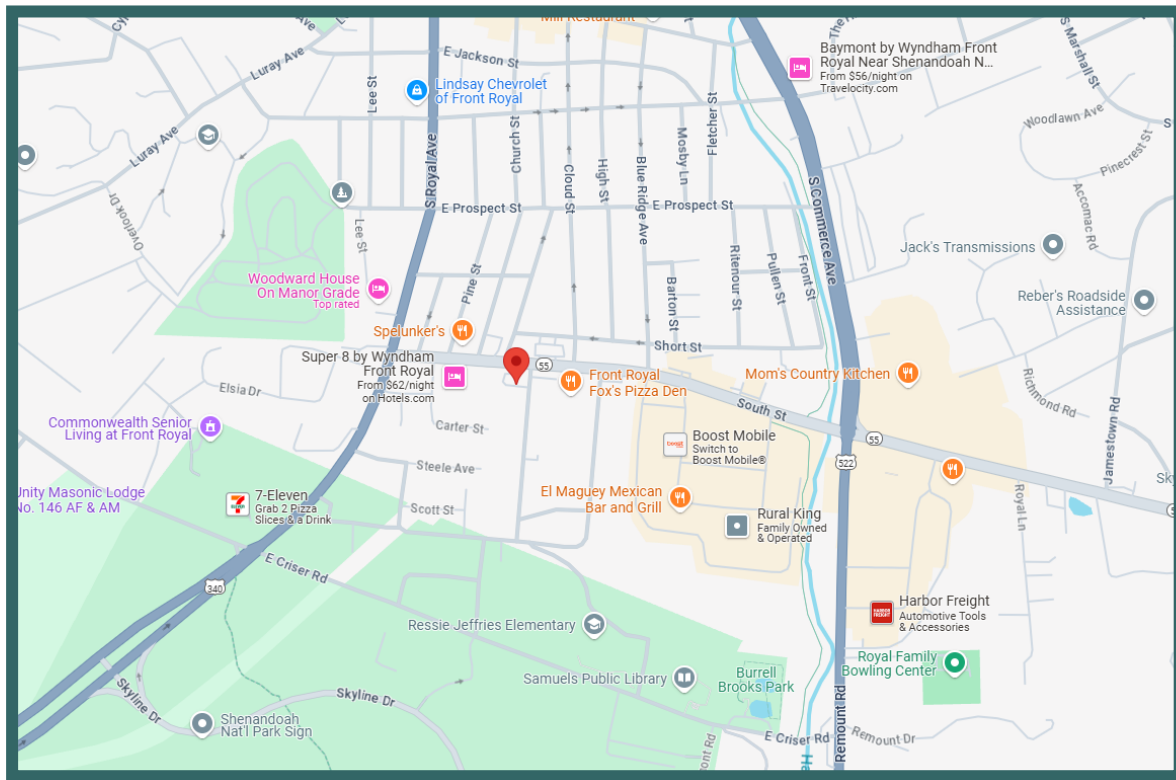 Mill Restaurant
Luray Ave
E Jackson St
S Royal Ave
Lee St
Lindsay Chevrolet
of Front Royal
Church St
Cloud St
High St
Blue Ridge Ave
Mosby Ln
Fletcher St
Baymont by Wyndham Front
Royal Near Shenandoah N...
From $56/night on
Travelocity.com
S Marshall St
Woodlawn Ave
Pinecrest St
Accomac Rd
Luray Ave
Overlook Dr
Lee St
E Prospect St
E Prospect St
S Commerce Ave
Jack's Transmissions
Woodward House
On Manor Grade
Top rated
Pine St
Barton St
Ritenour St
Pullen St
Front St
Reber's Roadside
Assistance
Spelunker's
Short St
Super 8 by Wyndham
Front Royal
From $62/night
on Hotels.com
55
Front Royal
Fox's Pizza Den
Mom's Country Kitchen
Elsia Dr
South St
Richmond Rd
Jamestown Rd
Commonwealth Senior
Living at Front Royal
Carter St
Boost Mobile
Switch to
Boost Mobile®
55
522
Steele Ave
Unity Masonic Lodge
No. 146 AF & AM
7-Eleven
Grab 2 Pizza
Slices & a Drink
Scott St
El Maguey Mexican
Bar and Grill
Rural King
Family Owned
& Operated
Royal Ln
E Criser Rd
340
Ressie Jeffries Elementary
HARBOR
FREIGHT
Harbor Freight
Automotive Tools
& Accessories
Royal Family
Bowling Center
Samuels Public Library
Burrell
Brooks Park
Skyline Dr
Skyline Dr
Shenandoah
Nat'l Park Sign
E Criser Rd
Remount Rd
Remount Dr